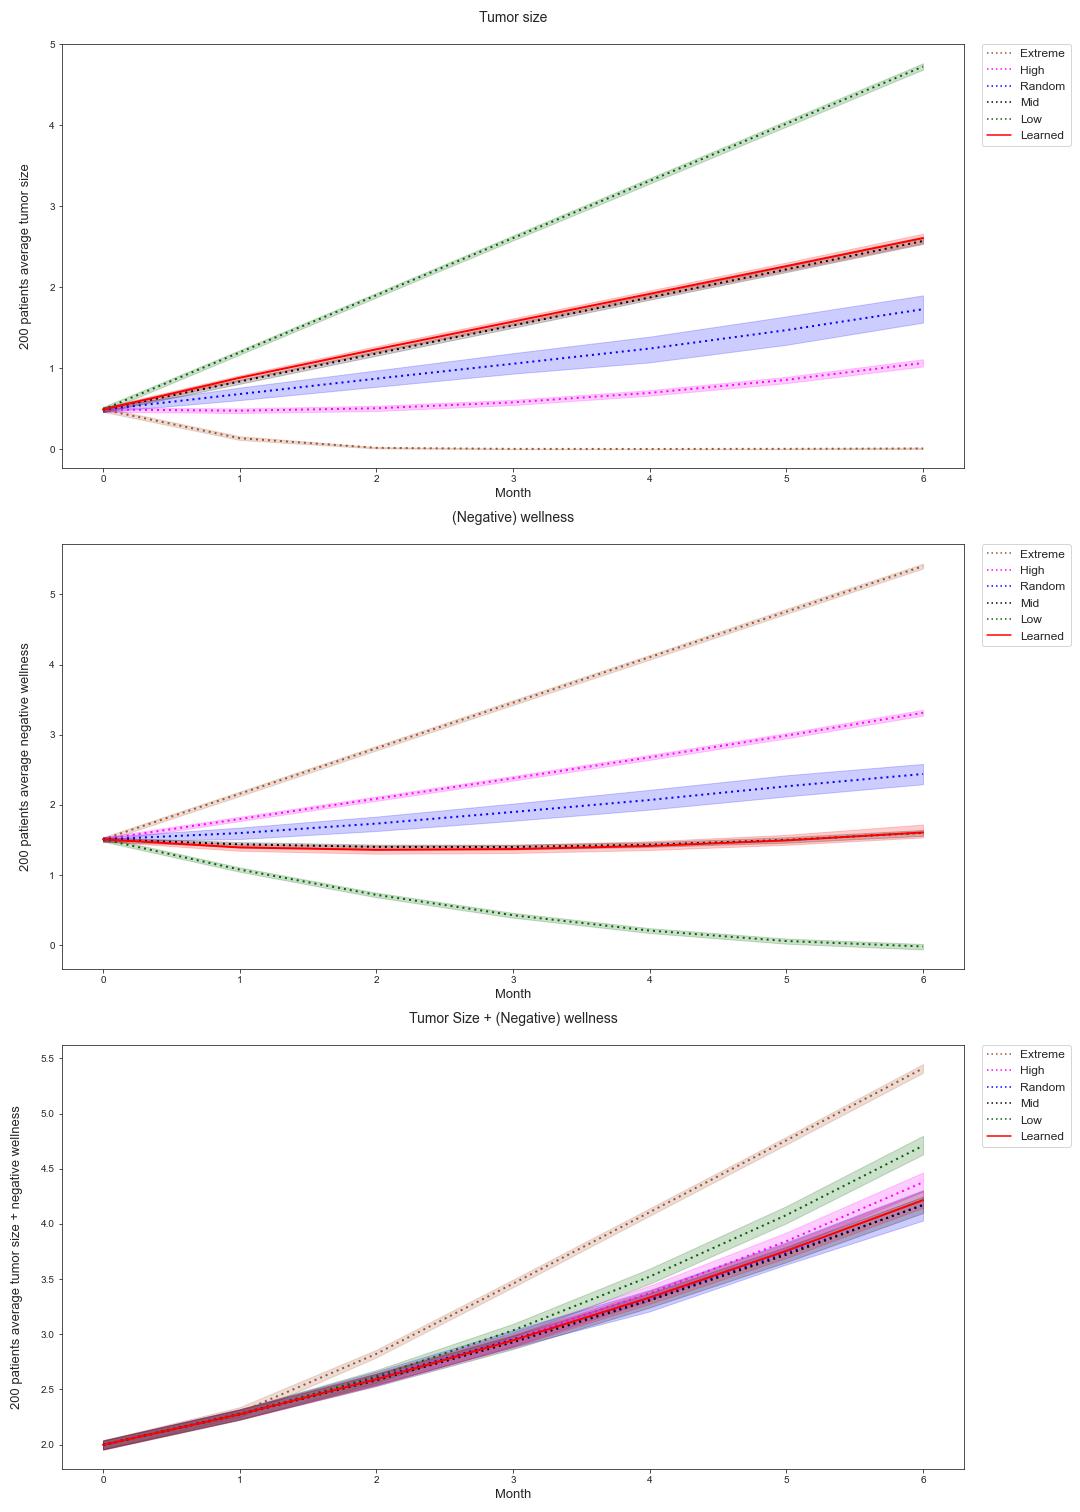 Tumor size
5
4
3
2
1
0
200 patients average tumor size
0 1 2 3 4 5 6
Month
Extreme
High
Random
Mid
Low
Learned
(Negative) wellness
5
4
3
2
1
0
200 patients average negative wellness
0 1 2 3 4 5 6
Month
Extreme
High
Random
Mid
Low
Learned
Tumor Size + (Negative) wellness
5.5
5.0
4.5
4.0
3.5
3.0
2.5
2.0
200 patients average tumor size + negative wellness
0 1 2 3 4 5 6
Month
Extreme
High
Random
Mid
Low
Learned